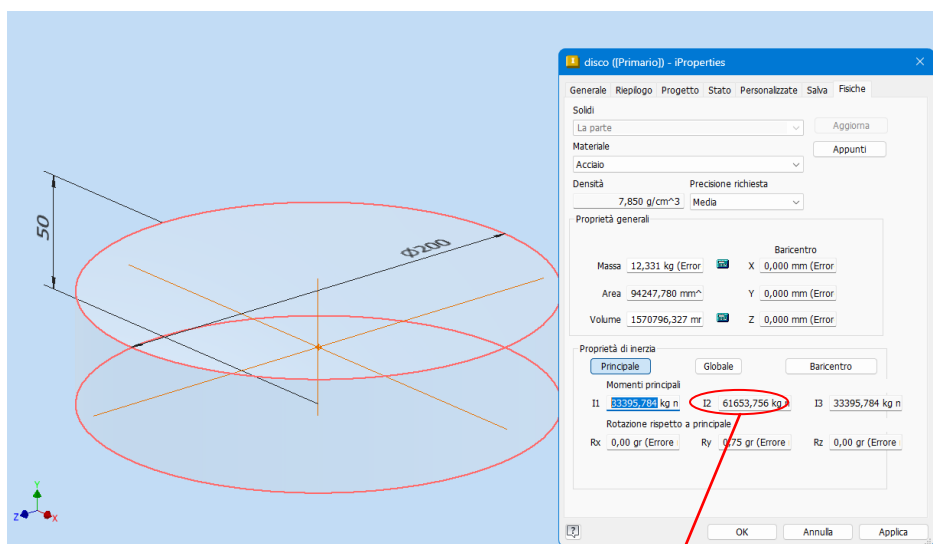 50
Ø200
Y
Z
X
disco ([Primario]) - iProperties
Generale Riepilogo Progetto Stato Personalizzate Salva Fisiche
Solidi
La parte
Aggiorna
Materiale
Appunti
Acciaio
Densità Precisione richiesta
7,850 g/cm^3 Media
Proprietà generali
Baricentro
Massa 12,331 kg (Error X 0,000 mm (Error
Area 94247,780 mm^ Y 0,000 mm (Error
Volume 1570796,327 mr Z 0,000 mm (Error
Proprietà di inerzia
Principale Globale Baricentro
Momenti principali
I1 33395,784 kg n I2 61653,756 kg n I3 33395,784 kg n
Rotazione rispetto a principale
Rx 0,00 gr (Errore Ry 0,75 gr (Errore Rz 0,00 gr (Errore
? OK Annulla Applica